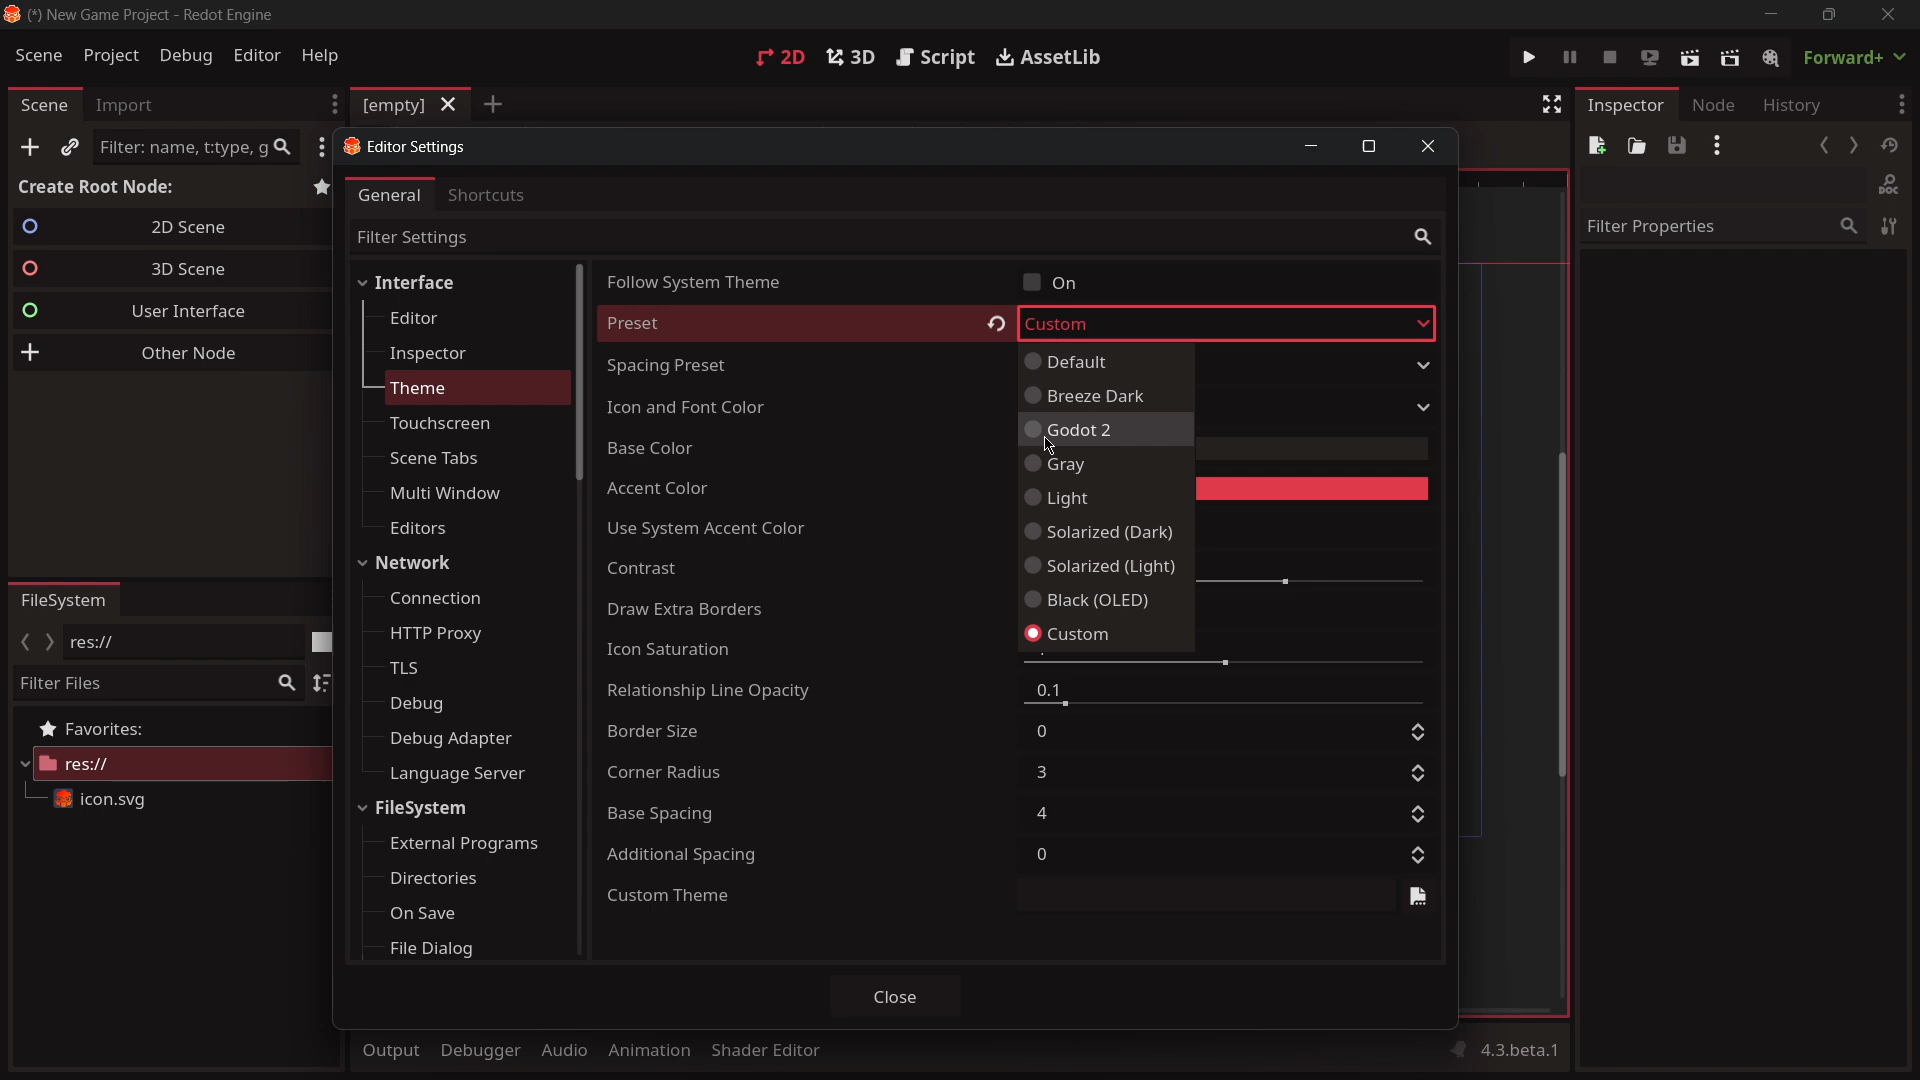 (*) New Game Project - Redot Engine
Scene Project Debug Editor Help
2D 3D Script AssetLib
Forward+
Scene Import
[empty]
Inspector Node History
Filter: name, t:type, g
Create Root Node:
2D Scene
3D Scene
User Interface
Other Node
FileSystem
res://
Filter Files
Favorites:
res://
icon.svg
Editor Settings
General Shortcuts
Filter Settings
Interface
Editor
Inspector
Theme
Touchscreen
Scene Tabs
Multi Window
Editors
Network
Connection
HTTP Proxy
TLS
Debug
Debug Adapter
Language Server
FileSystem
External Programs
Directories
On Save
File Dialog
Follow System Theme On
Preset Custom
Spacing Preset
Icon and Font Color
Base Color
Accent Color
Use System Accent Color
Contrast
Draw Extra Borders
Icon Saturation
Relationship Line Opacity 0.1
Border Size 0
Corner Radius 3
Base Spacing 4
Additional Spacing 0
Custom Theme
Default
Breeze Dark
Godot 2
Gray
Light
Solarized (Dark)
Solarized (Light)
Black (OLED)
Custom
Close
DOC
Filter Properties
Output Debugger Audio Animation Shader Editor
4.3.beta.1